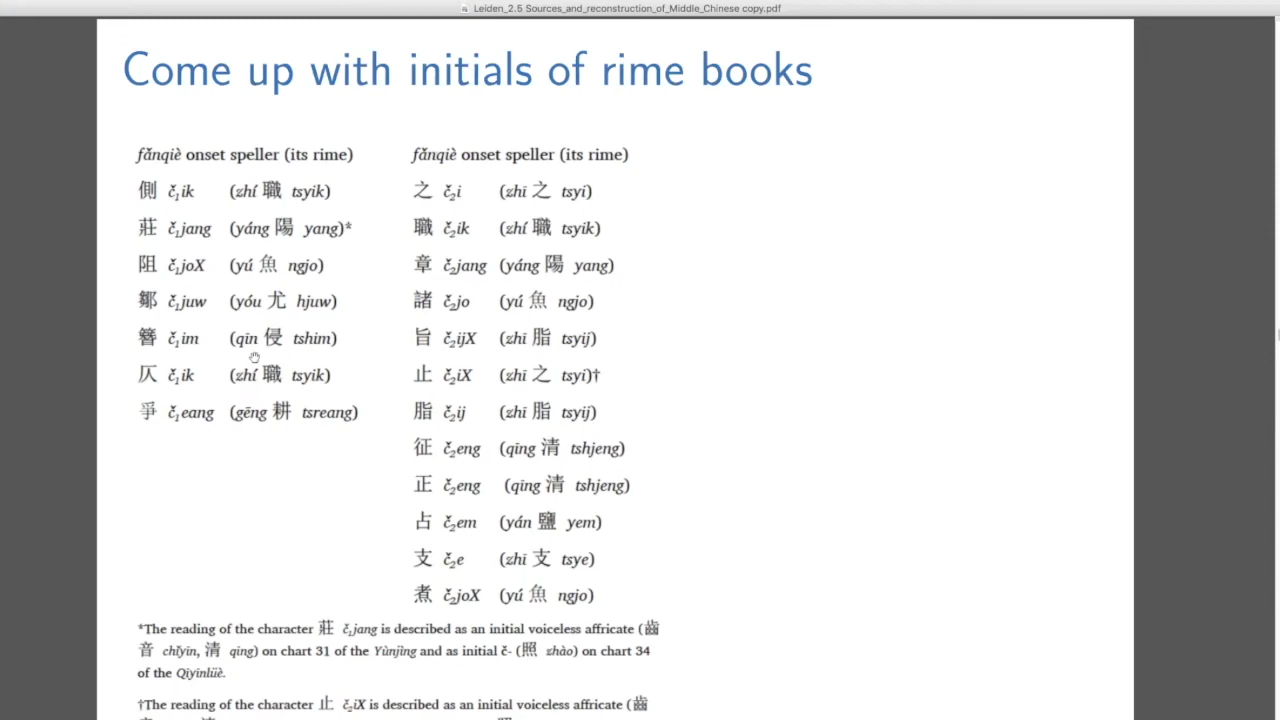 Leiden_2.5 Sources_and_reconstruction_of_Middle_Chinese copy.pdf
Come up with initials of rime books
fǎnqiè onset speller (its rime)
側 č₁ik (zhí 職 tsyik)
莊 č₁jang (yáng 陽 yang)*
阻 č₁joX (yú 魚 ngjo)
鄒 č₁juw (yóu 尤 hjuw)
簪 č₁im (qīn 侵 tshim)
仄 č₁ik (zhí 職 tsyik)
爭 č₁eang (gēng 耕 tsreang)
fǎnqiè onset speller (its rime)
之 č₂i (zhī 之 tsyi)
職 č₂ik (zhí 職 tsyik)
章 č₂jang (yáng 陽 yang)
諸 č₂jo (yú 魚 ngjo)
旨 č₂ijX (zhī 脂 tsyij)
止 č₂iX (zhī 之 tsyi)†
脂 č₂ij (zhī 脂 tsyij)
征 č₂eng (qīng 清 tshjeng)
正 č₂eng (qīng 清 tshjeng)
占 č₂em (yán 鹽 yem)
支 č₂e (zhī 支 tsye)
煮 č₂joX (yú 魚 ngjo)
*The reading of the character 莊 č₁jang is described as an initial voiceless affricate (齒
音 chǐyīn, 清 qīng) on chart 31 of the Yùnjìng and as initial č- (照 zhào) on chart 34
of the Qīyīnlüè.
†The reading of the character 止 č₂iX is described as an initial voiceless affricate (齒